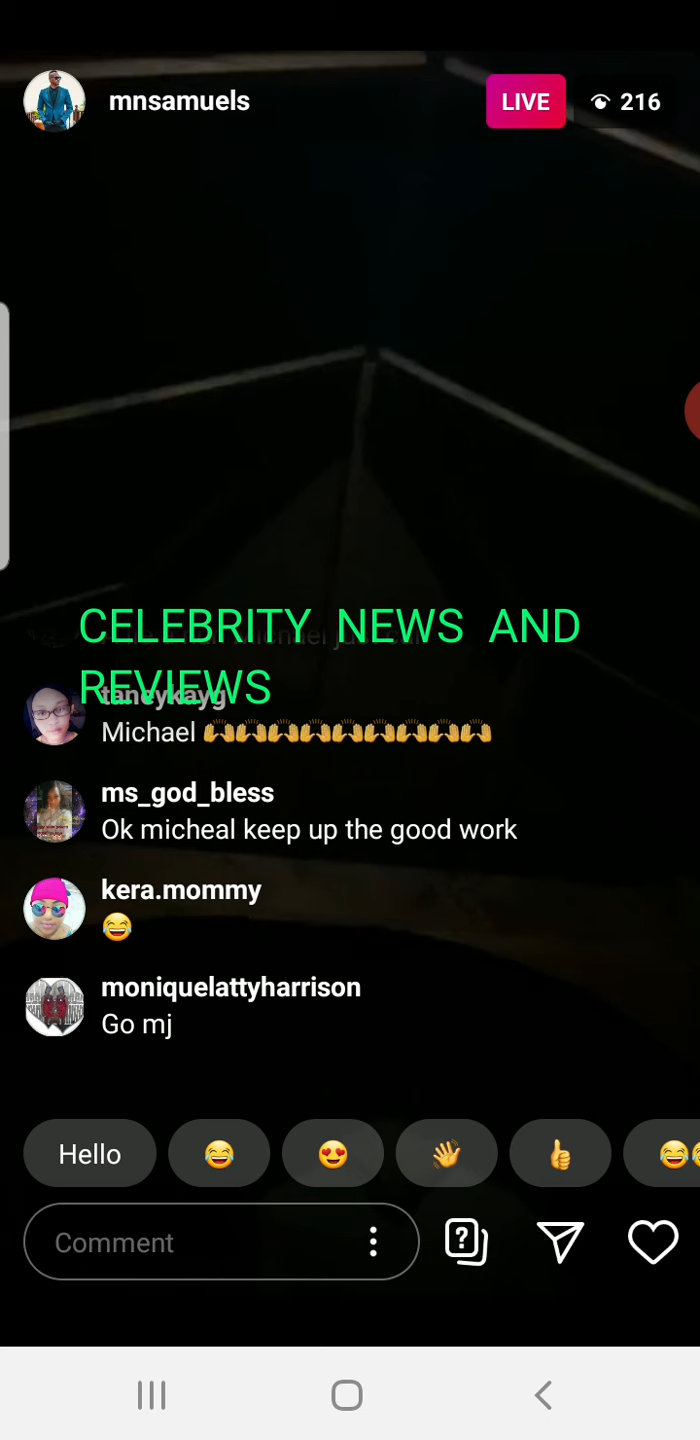 mnsamuels
LIVE
216
CELEBRITY NEWS AND
REVIEWS
taneykayg
Michael 🙌🙌🙌🙌🙌🙌🙌🙌🙌
ms_god_bless
Ok micheal keep up the good work
kera.mommy
😂
moniquelattyharrison
Go mj
Hello 😂 😍 👋 👍 😂
Comment